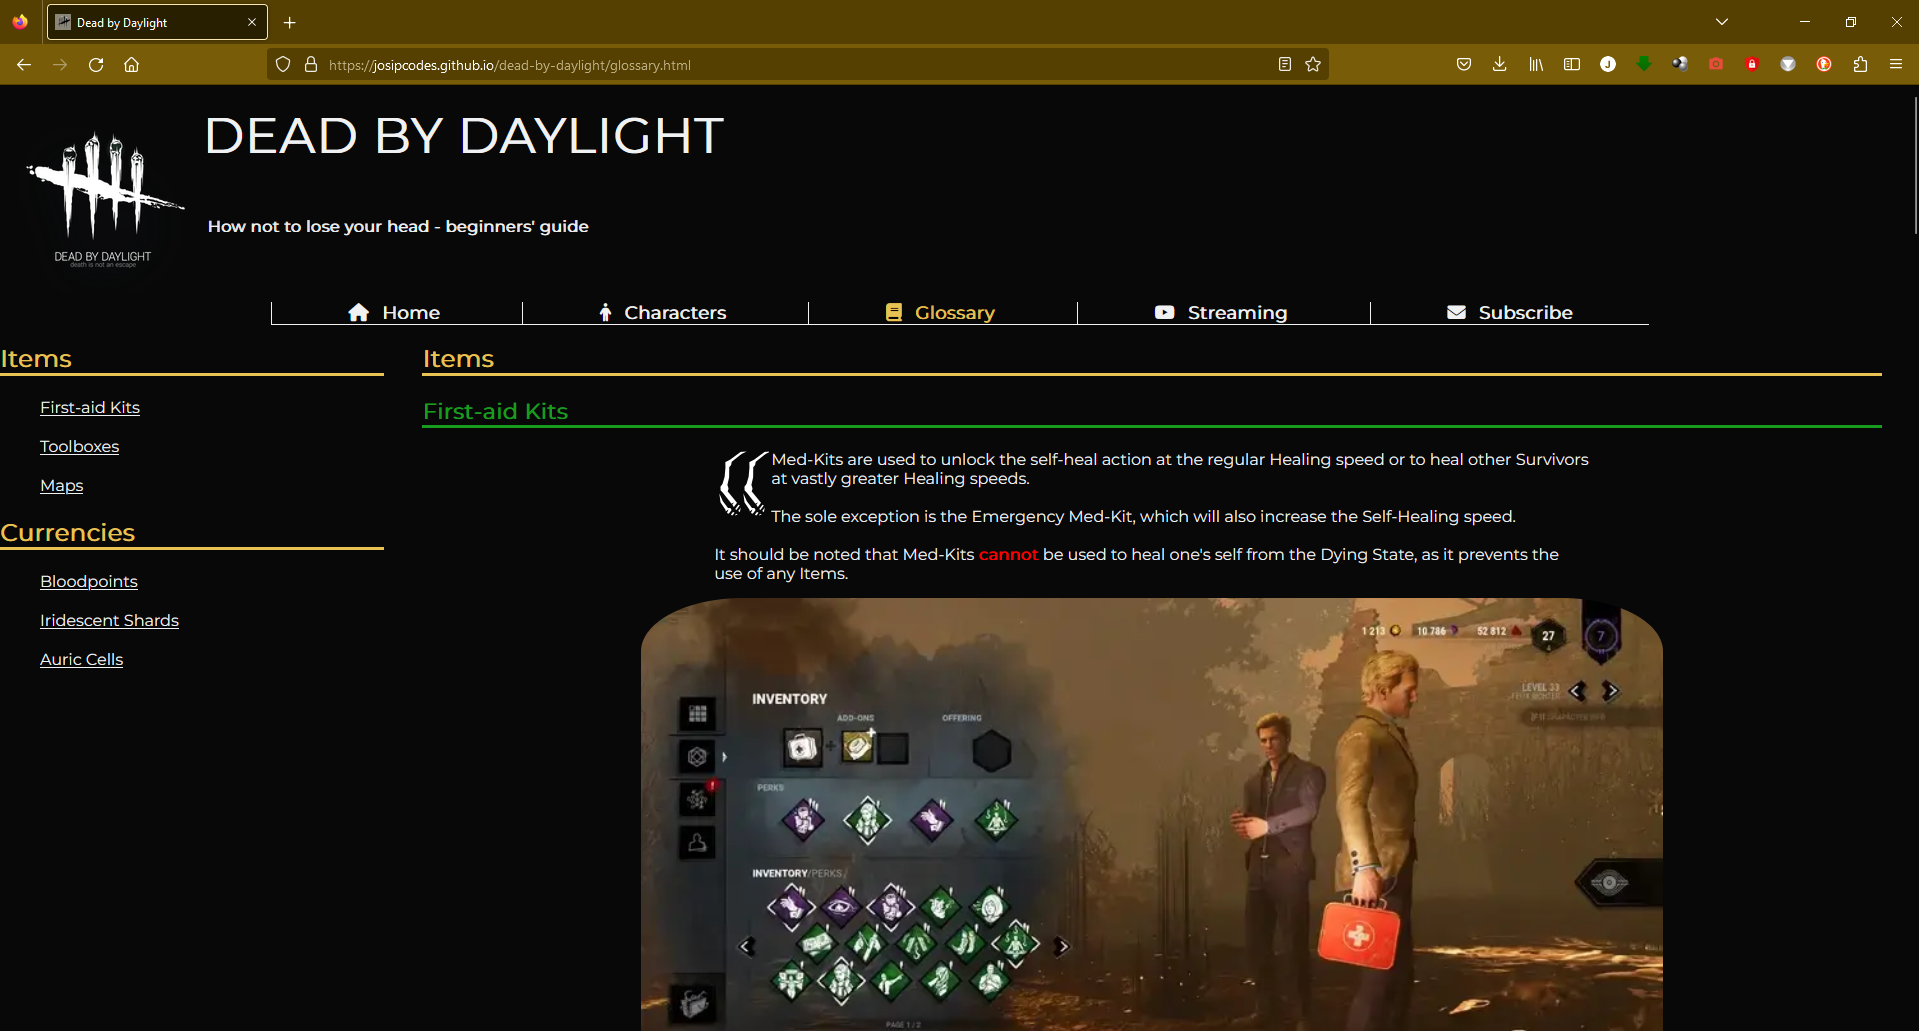 Dead by Daylight
https://josipcodes.github.io/dead-by-daylight/glossary.html
J
DEAD BY DAYLIGHT
How not to lose your head - beginners' guide
DEAD BY DAYLIGHT
death is not an escape
Home
Characters
Glossary
Streaming
Subscribe
Items
First-aid Kits
Toolboxes
Maps
Currencies
Bloodpoints
Iridescent Shards
Auric Cells
Items
First-aid Kits
Med-Kits are used to unlock the self-heal action at the regular Healing speed or to heal other Survivors
at vastly greater Healing speeds.
The sole exception is the Emergency Med-Kit, which will also increase the Self-Healing speed.
It should be noted that Med-Kits cannot be used to heal one's self from the Dying State, as it prevents the
use of any Items.
1 213 10 786 52 812 27 7
LEVEL 33
INVENTORY
ADD-ONS
OFFERING
PERKS
INVENTORY/PERKS/
PAGE 1/2